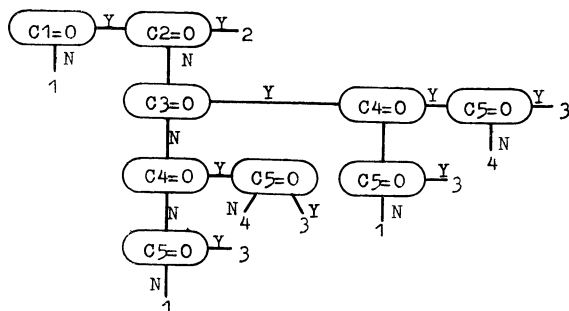 C1=0 Y C2=0 Y 2
N N
1
C3=0 Y C4=0 Y C5=0 Y 3
N N
4
C4=0 Y C5=0 C5=0 Y 3
N N 4 3 Y 1 N
C5=0 Y 3
N
1